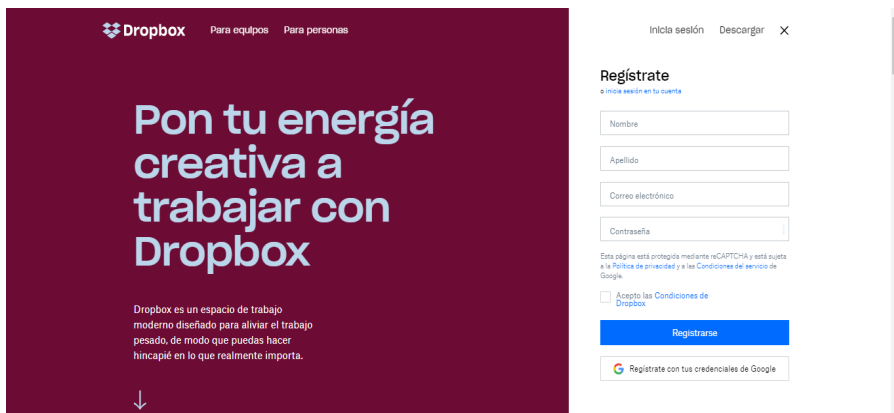 Dropbox
Para equipos
Para personas
Inicia sesión
Descargar
Pon tu energía
creativa a
trabajar con
Dropbox
Dropbox es un espacio de trabajo
moderno diseñado para aliviar el trabajo
pesado, de modo que puedas hacer
hincapié en lo que realmente importa.
Regístrate
o inicia sesión en tu cuenta
Nombre
Apellido
Correo electrónico
Contraseña
Esta página está protegida mediante reCAPTCHA y está sujeta
a la Política de privacidad y a las Condiciones del servicio de
Google.
Acepto las Condiciones de
Dropbox
Registrarse
Regístrate con tus credenciales de Google